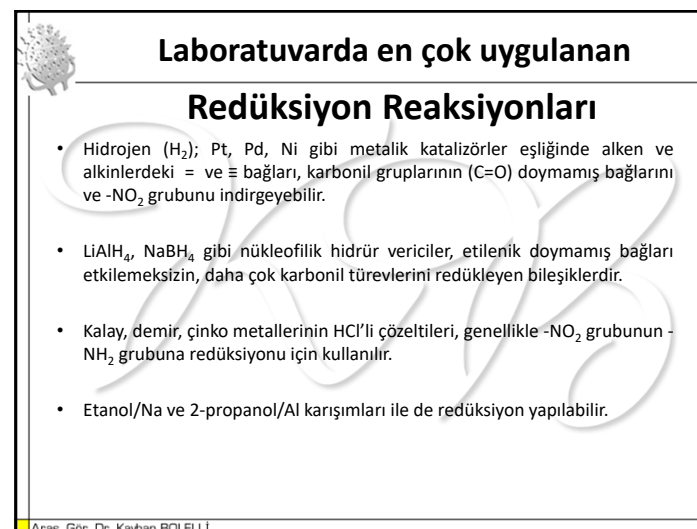 Laboratuvarda en çok uygulanan
Redüksiyon Reaksiyonları
• Hidrojen (H₂); Pt, Pd, Ni gibi metalik katalizörler eşliğinde alken ve
alkinlerdeki = ve ≡ bağları, karbonil gruplarının (C=O) doymamış bağlarını
ve -NO₂ grubunu indirgeyebilir.
• LiAlH₄, NaBH₄ gibi nükleofilik hidrür vericiler, etilenik doymamış bağları
etkilemeksizin, daha çok karbonil türevlerini redükleyen bileşiklerdir.
• Kalay, demir, çinko metallerinin HCl’li çözeltileri, genellikle -NO₂ grubunun -
NH₂ grubuna redüksiyonu için kullanılır.
• Etanol/Na ve 2-propanol/Al karışımları ile de redüksiyon yapılabilir.
Araş. Gör. Dr. Kayhan BOLELLİ